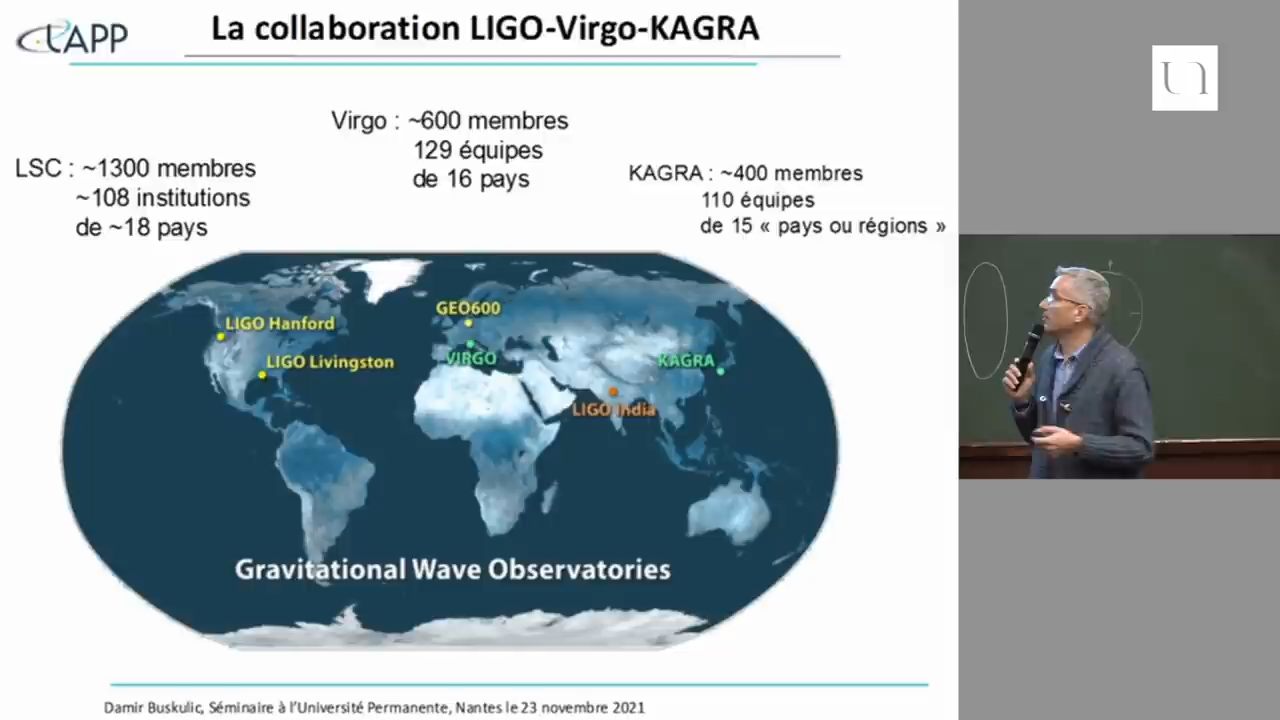 LAPP
La collaboration LIGO-Virgo-KAGRA
Virgo : ~600 membres
129 équipes
de 16 pays
LSC : ~1300 membres
~108 institutions
de ~18 pays
KAGRA : ~400 membres
110 équipes
de 15 « pays ou régions »
GEO600
LIGO Hanford
VIRGO
LIGO Livingston
KAGRA
LIGO India
Gravitational Wave Observatories
Damir Buskulic, Séminaire à l'Université Permanente, Nantes le 23 novembre 2021